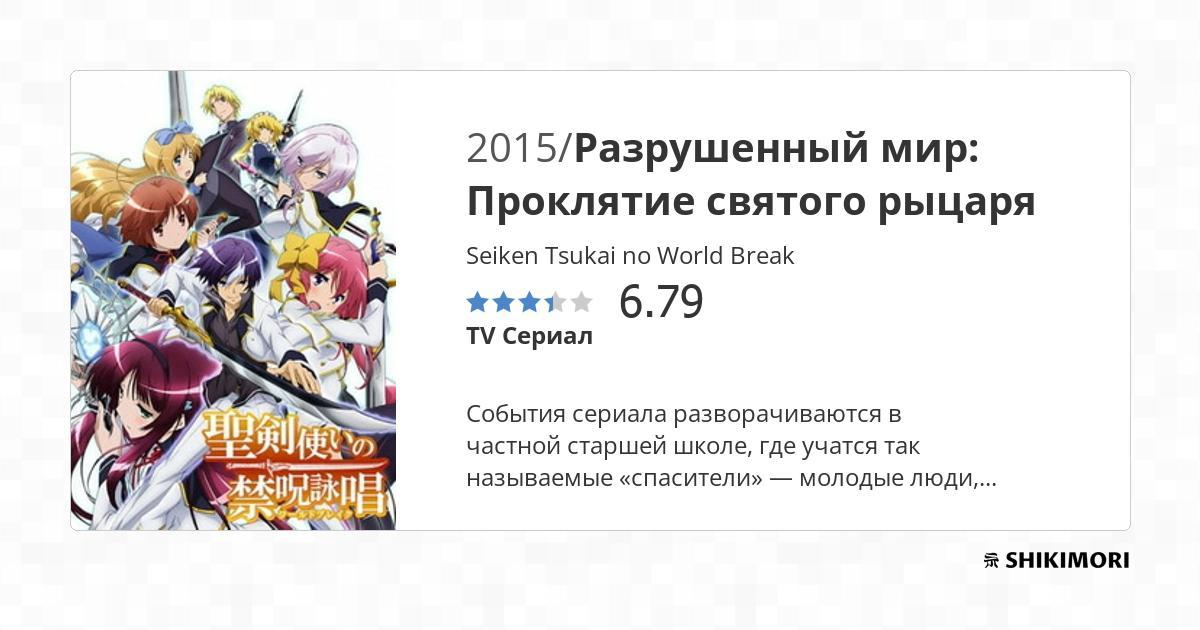 2015/Разрушенный мир:
Проклятие святого рыцаря
Seiken Tsukai no World Break
6.79
TV Сериал
События сериала разворачиваются в
частной старшей школе, где учатся так
называемые «спасители» — молодые люди,...
聖剣使いの
禁呪詠唱
ワールドブレイク
SHIKIMORI